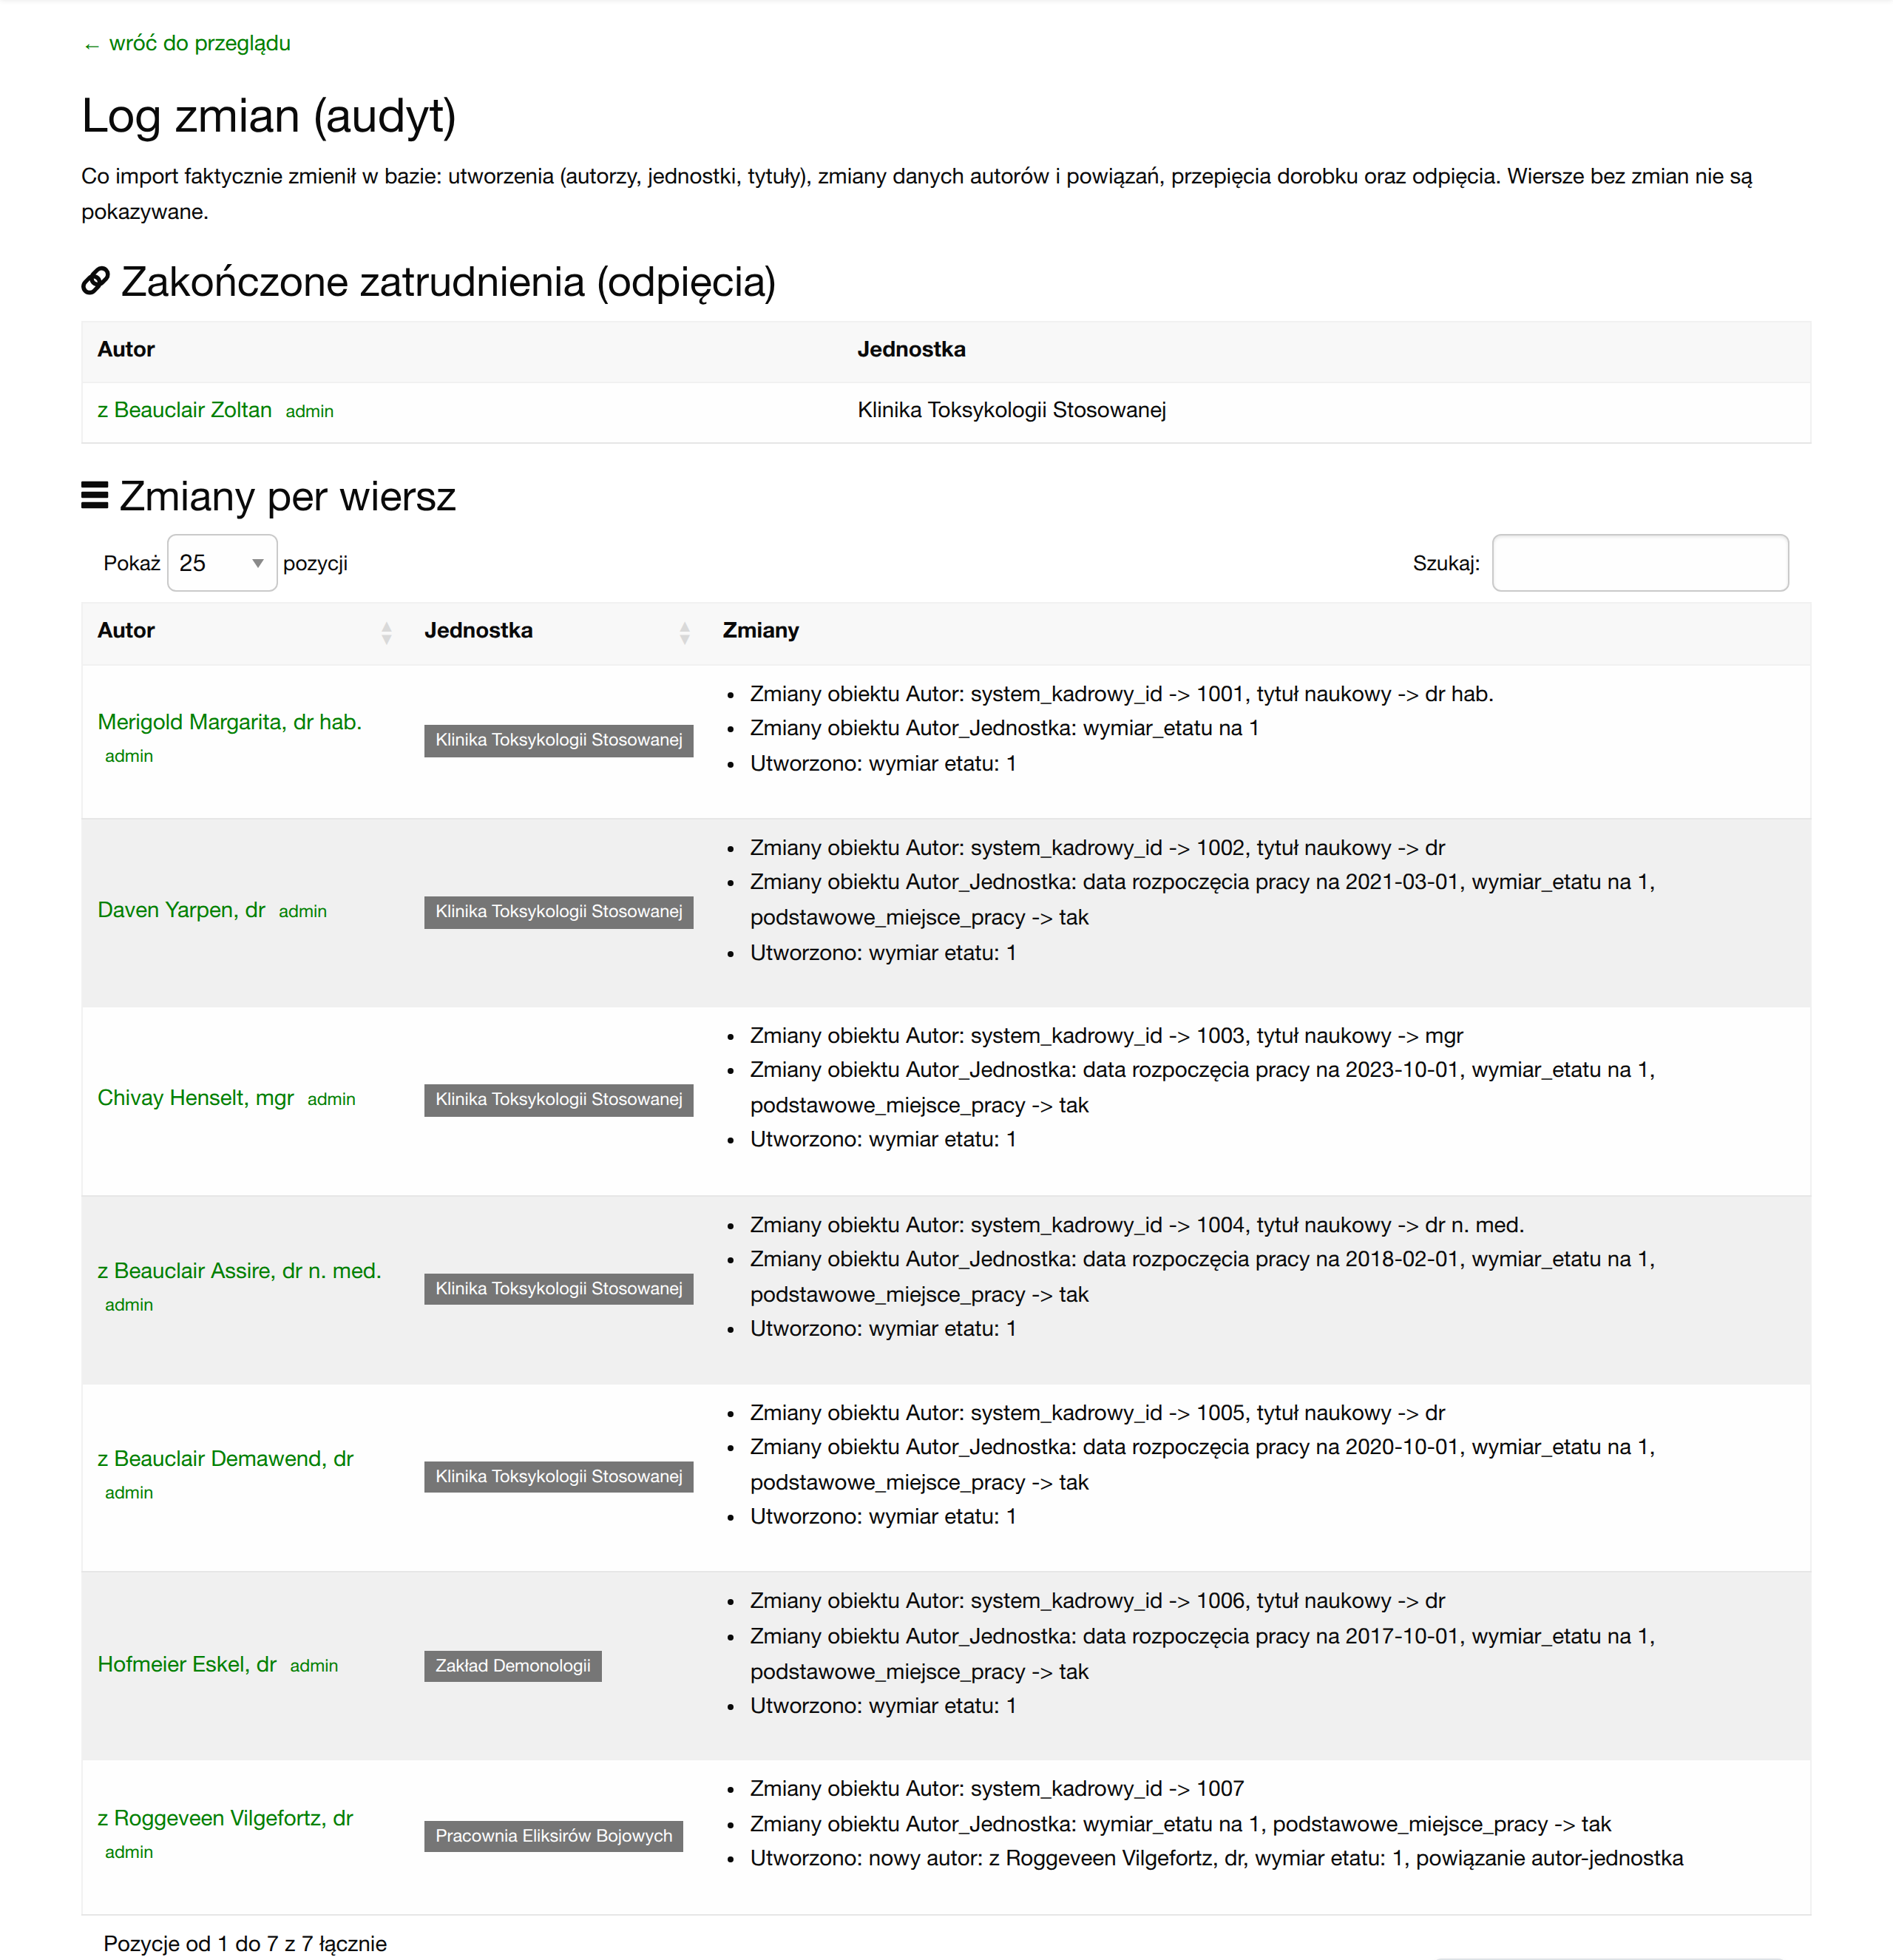 ← wróć do przeglądu
Log zmian (audyt)
Co import faktycznie zmienił w bazie: utworzenia (autorzy, jednostki, tytuły), zmiany danych autorów i powiązań, przepięcia dorobku oraz odpięcia. Wiersze bez zmian nie są
pokazywane.
Zakończone zatrudnienia (odpięcia)
Autor Jednostka
z Beauclair Zoltan admin Klinika Toksykologii Stosowanej
Zmiany per wiersz
Pokaż 25 pozycji Szukaj:
Autor Jednostka Zmiany
Merigold Margarita, dr hab.
admin
Klinika Toksykologii Stosowanej
• Zmiany obiektu Autor: system_kadrowy_id -> 1001, tytuł naukowy -> dr hab.
• Zmiany obiektu Autor_Jednostka: wymiar_etatu na 1
• Utworzono: wymiar etatu: 1
Daven Yarpen, dr admin
Klinika Toksykologii Stosowanej
• Zmiany obiektu Autor: system_kadrowy_id -> 1002, tytuł naukowy -> dr
• Zmiany obiektu Autor_Jednostka: data rozpoczęcia pracy na 2021-03-01, wymiar_etatu na 1,
podstawowe_miejsce_pracy -> tak
• Utworzono: wymiar etatu: 1
Chivay Henselt, mgr admin
Klinika Toksykologii Stosowanej
• Zmiany obiektu Autor: system_kadrowy_id -> 1003, tytuł naukowy -> mgr
• Zmiany obiektu Autor_Jednostka: data rozpoczęcia pracy na 2023-10-01, wymiar_etatu na 1,
podstawowe_miejsce_pracy -> tak
• Utworzono: wymiar etatu: 1
z Beauclair Assire, dr n. med.
admin
Klinika Toksykologii Stosowanej
• Zmiany obiektu Autor: system_kadrowy_id -> 1004, tytuł naukowy -> dr n. med.
• Zmiany obiektu Autor_Jednostka: data rozpoczęcia pracy na 2018-02-01, wymiar_etatu na 1,
podstawowe_miejsce_pracy -> tak
• Utworzono: wymiar etatu: 1
z Beauclair Demawend, dr
admin
Klinika Toksykologii Stosowanej
• Zmiany obiektu Autor: system_kadrowy_id -> 1005, tytuł naukowy -> dr
• Zmiany obiektu Autor_Jednostka: data rozpoczęcia pracy na 2020-10-01, wymiar_etatu na 1,
podstawowe_miejsce_pracy -> tak
• Utworzono: wymiar etatu: 1
Hofmeier Eskel, dr admin
Zakład Demonologii
• Zmiany obiektu Autor: system_kadrowy_id -> 1006, tytuł naukowy -> dr
• Zmiany obiektu Autor_Jednostka: data rozpoczęcia pracy na 2017-10-01, wymiar_etatu na 1,
podstawowe_miejsce_pracy -> tak
• Utworzono: wymiar etatu: 1
z Roggeveen Vilgefortz, dr
admin
Pracownia Eliksirów Bojowych
• Zmiany obiektu Autor: system_kadrowy_id -> 1007
• Zmiany obiektu Autor_Jednostka: wymiar_etatu na 1, podstawowe_miejsce_pracy -> tak
• Utworzono: nowy autor: z Roggeveen Vilgefortz, dr, wymiar etatu: 1, powiązanie autor-jednostka
Pozycje od 1 do 7 z 7 łącznie